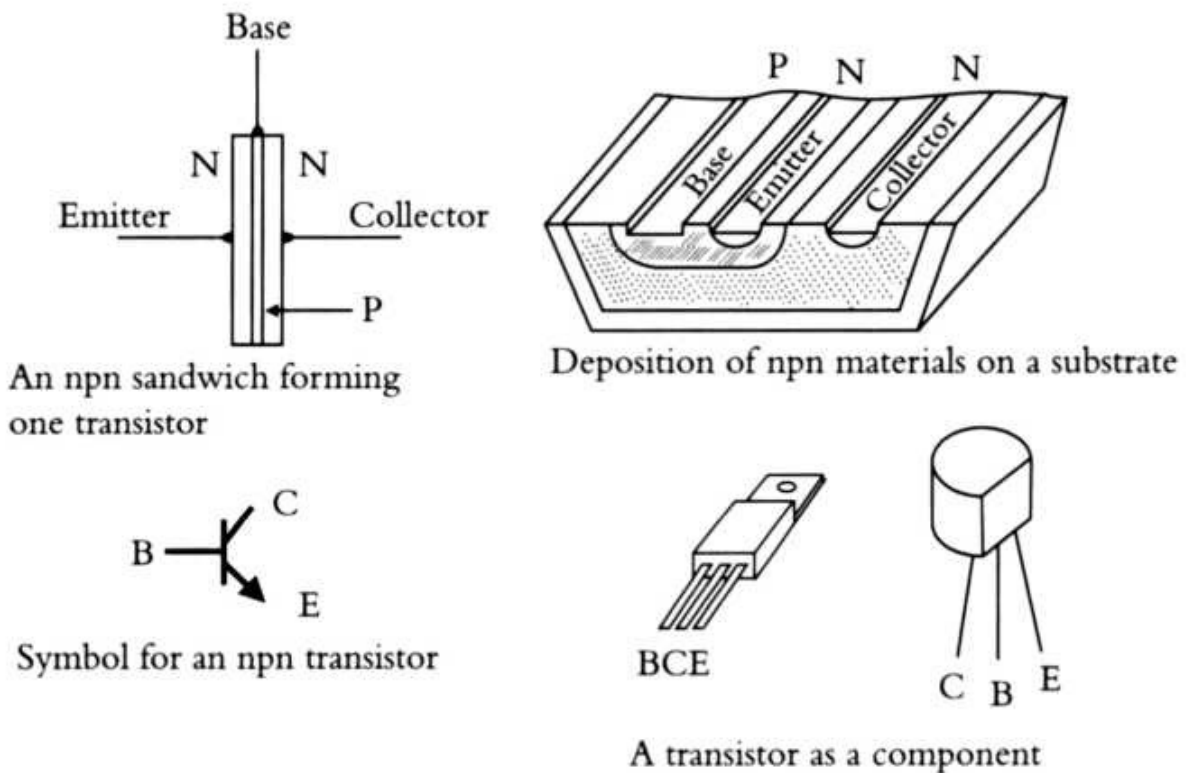 Base
N N
Emitter Collector
P
An npn sandwich forming
one transistor
P N N
Base
Emitter
Collector
Deposition of npn materials on a substrate
C
B
E
Symbol for an npn transistor
BCE
C B E
A transistor as a component